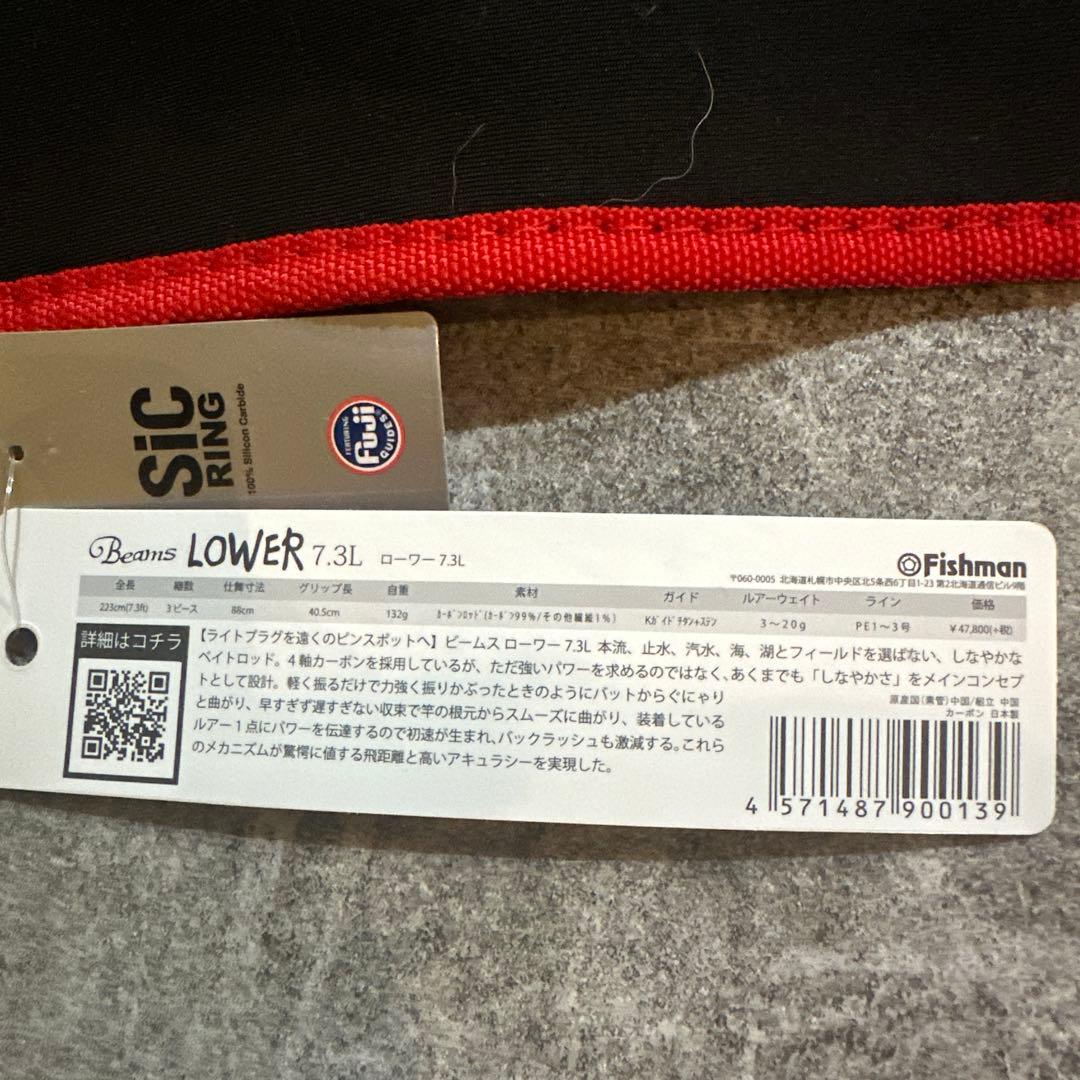 SiC
RING
100% Silicon Carbide
FEATURING
Fuji
GUIDES
Beams LOWER 7.3L ローワー 7.3L
Fishman
〒060-0005 北海道札幌市中央区北5条西6丁目1-23 第2北海道通信ビル9階
全長 継数 仕舞寸法 グリップ長 自重 素材 ガイド ルアーウェイト ライン 価格
223cm(7.3ft) 3ピース 88cm 40.5cm 132g ｶｰﾎﾞﾝﾛｯﾄﾞ(ｶｰﾎﾞﾝ99%/その他繊維1%) Kｶﾞｲﾄﾞﾁﾀﾝ+ｽﾃﾝ 3〜20g PE1〜3号 ¥47,800(+税)
詳細はコチラ
【ライトプラグを遠くのピンスポットへ】ビームス ローワー 7.3L 本流、止水、汽水、海、湖とフィールドを選ばない、しなやかな
ベイトロッド。4軸カーボンを採用しているが、ただ強いパワーを求めるのではなく、あくまでも「しなやかさ」をメインコンセプ
トとして設計。軽く振るだけで力強く振りかぶったときのようにバットからぐにゃり
と曲がり、早すぎず遅すぎない収束で竿の根元からスムーズに曲がり、装着している
ルアー1点にパワーを伝達するので初速が生まれ、バックラッシュも激減する。これら
のメカニズムが驚愕に値する飛距離と高いアキュラシーを実現した。
原産国(素管)中国/組立 中国
カーボン 日本製
4 571487 900139